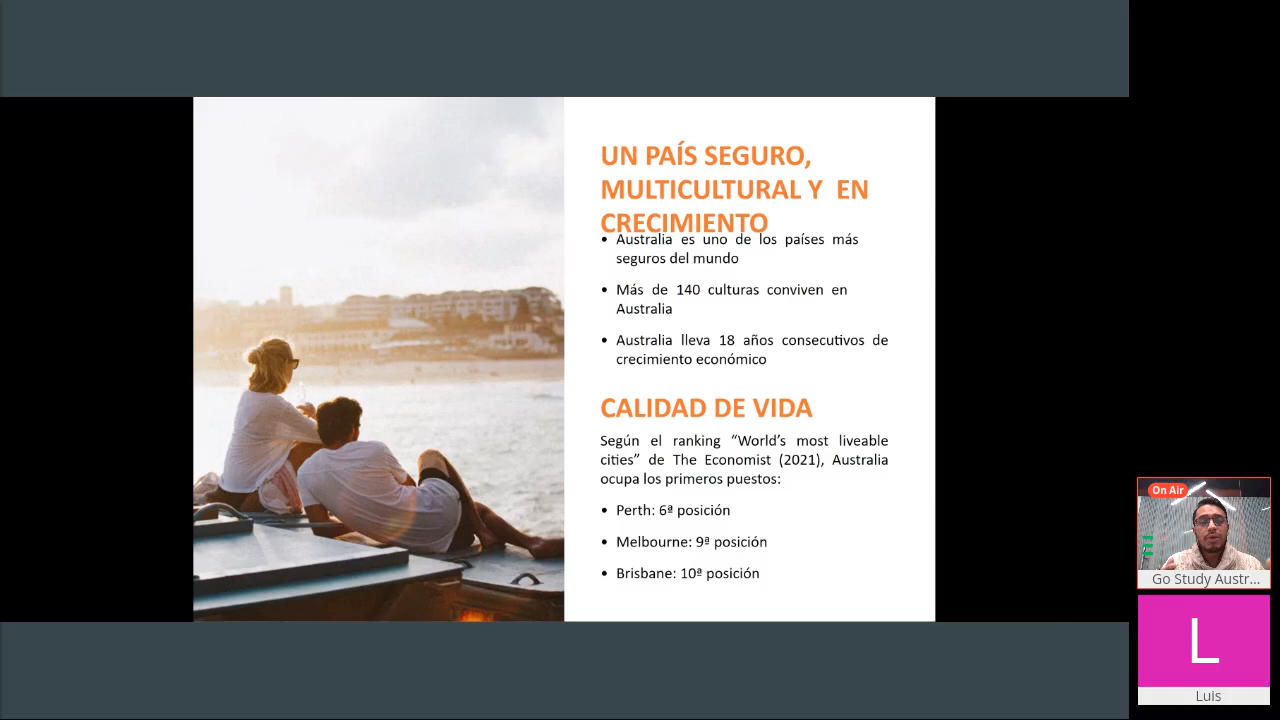 UN PAÍS SEGURO,
MULTICULTURAL Y EN
CRECIMIENTO
• Australia es uno de los países más
seguros del mundo
• Más de 140 culturas conviven en
Australia
• Australia lleva 18 años consecutivos de
crecimiento económico
CALIDAD DE VIDA
Según el ranking “World’s most liveable
cities” de The Economist (2021), Australia
ocupa los primeros puestos:
• Perth: 6ª posición
• Melbourne: 9ª posición
• Brisbane: 10ª posición
On Air
Go Study Austr...
L
Luis